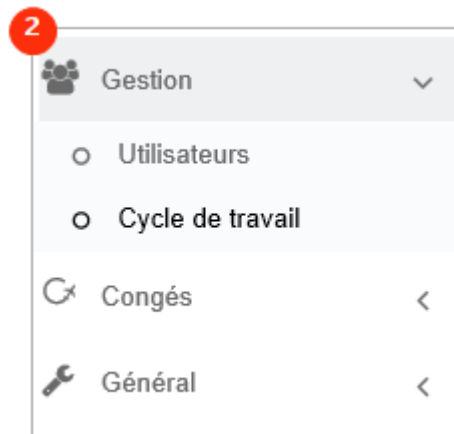 2
Gestion
Utilisateurs
Cycle de travail
Congés
Général